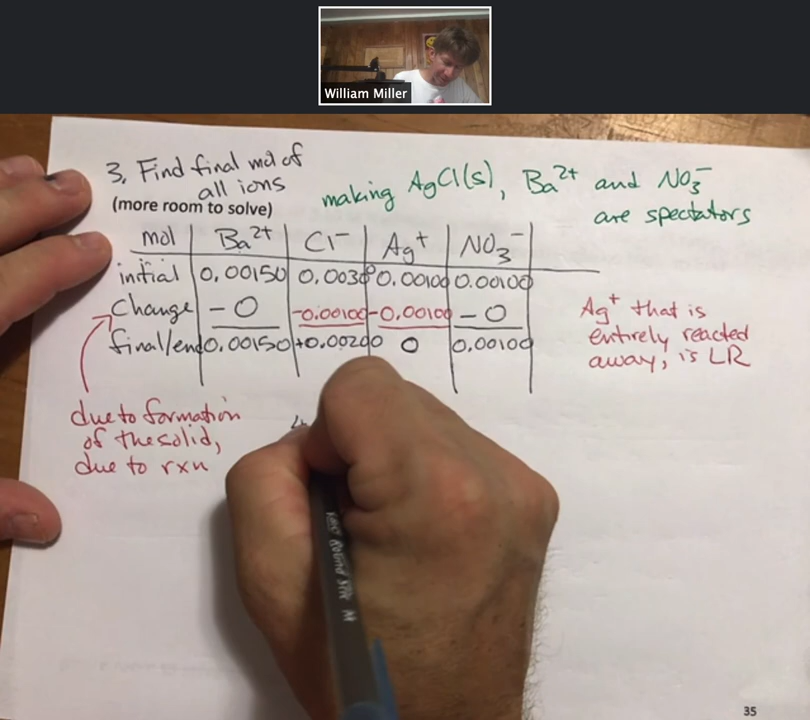 William Miller
3. Find final mol of
all ions
(more room to solve)
making AgCl(s), Ba²⁺ and NO₃⁻
are spectators
mol Ba²⁺ Cl⁻ Ag⁺ NO₃⁻
initial 0.00150 0.00300 0.00100 0.00100
Change - 0 -0.00100 -0.00100 - 0
final/end 0.00150 +0.00200 0 0.00100
Ag⁺ that is
entirely reacted
away, is LR
due to formation
of the solid,
due to rxn
35